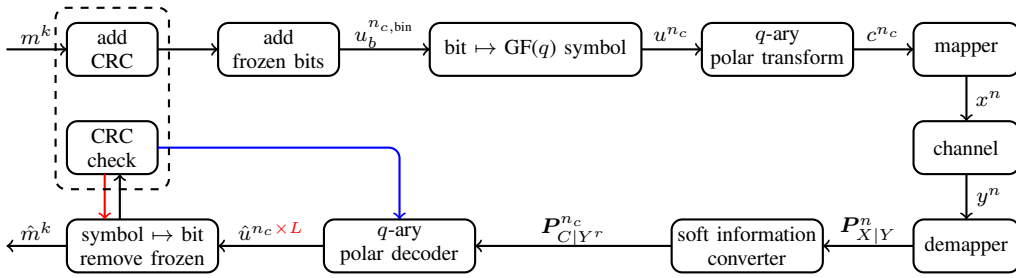 m^k
add
CRC
add
frozen bits
u_b^{n_{c,bin}}
bit ↦ GF(q) symbol
u^{n_c}
q-ary
polar transform
c^{n_c}
mapper
x^n
CRC
check
channel
y^n
m̂^k
symbol ↦ bit
remove frozen
û^{n_c × L}
q-ary
polar decoder
P_{C|Y^r}^{n_c}
soft information
converter
P_{X|Y}^n
demapper